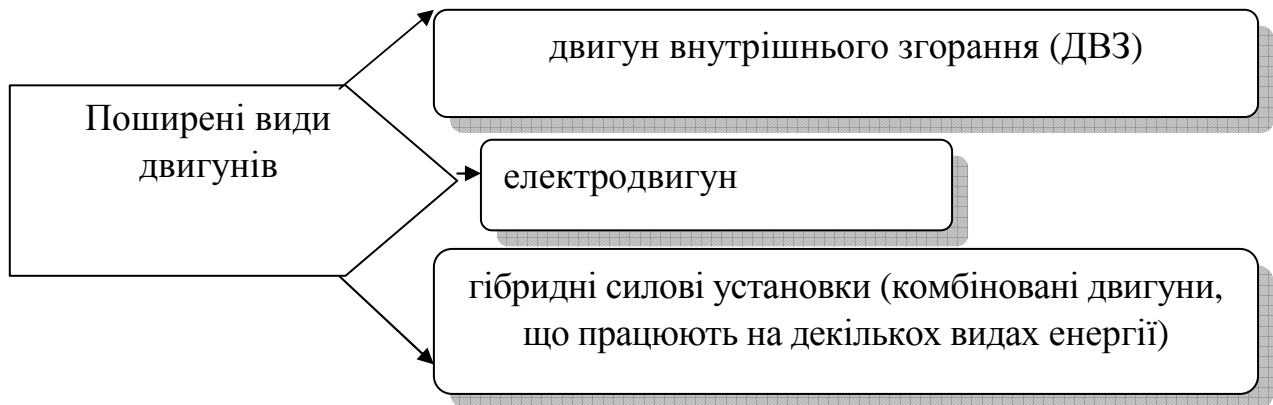 Поширені види
двигунів
двигун внутрішнього згорання (ДВЗ)
електродвигун
гібридні силові установки (комбіновані двигуни,
що працюють на декількох видах енергії)